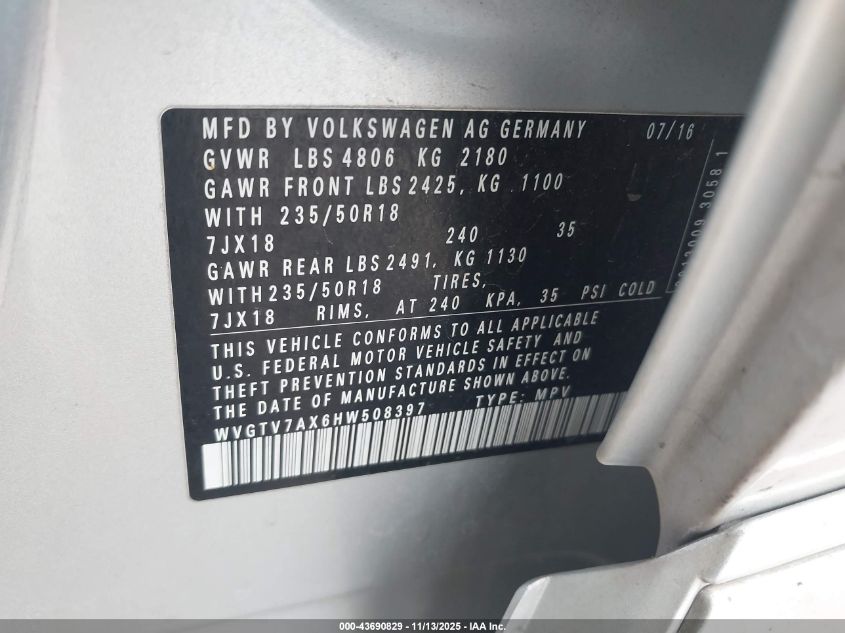 MFD BY VOLKSWAGEN AG GERMANY 07/16
GVWR LBS 4806 KG 2180
GAWR FRONT LBS 2425, KG 1100
WITH 235/50R18
7JX18 240 35
GAWR REAR LBS 2491, KG 1130
WITH 235/50R18 TIRES,
7JX18 RIMS, AT 240 KPA, 35 PSI COLD
THIS VEHICLE CONFORMS TO ALL APPLICABLE
U.S. FEDERAL MOTOR VEHICLE SAFETY AND
THEFT PREVENTION STANDARDS IN EFFECT ON
THE DATE OF MANUFACTURE SHOWN ABOVE.
WVGTV7AX6HW508397 TYPE: MPV
000-43690829 - 11/13/2025 - IAA Inc.